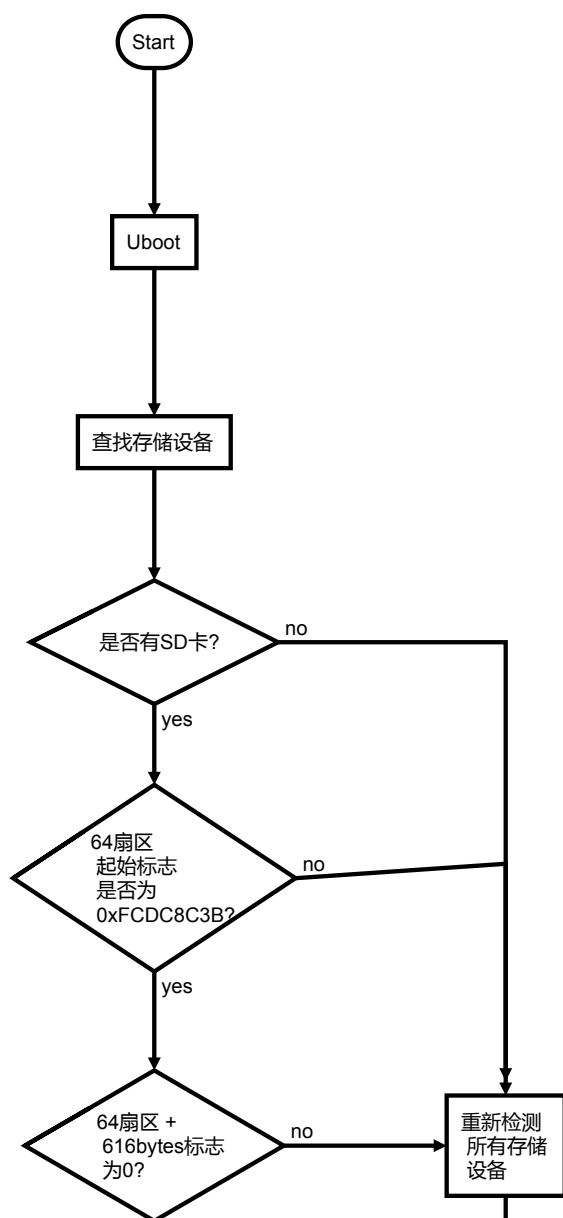 Start
Uboot
查找存储设备
是否有SD卡?
no
yes
64扇区
起始标志
是否为
0xFCDC8C3B?
no
yes
64扇区 +
616bytes标志
为0?
no
重新检测
所有存储
设备